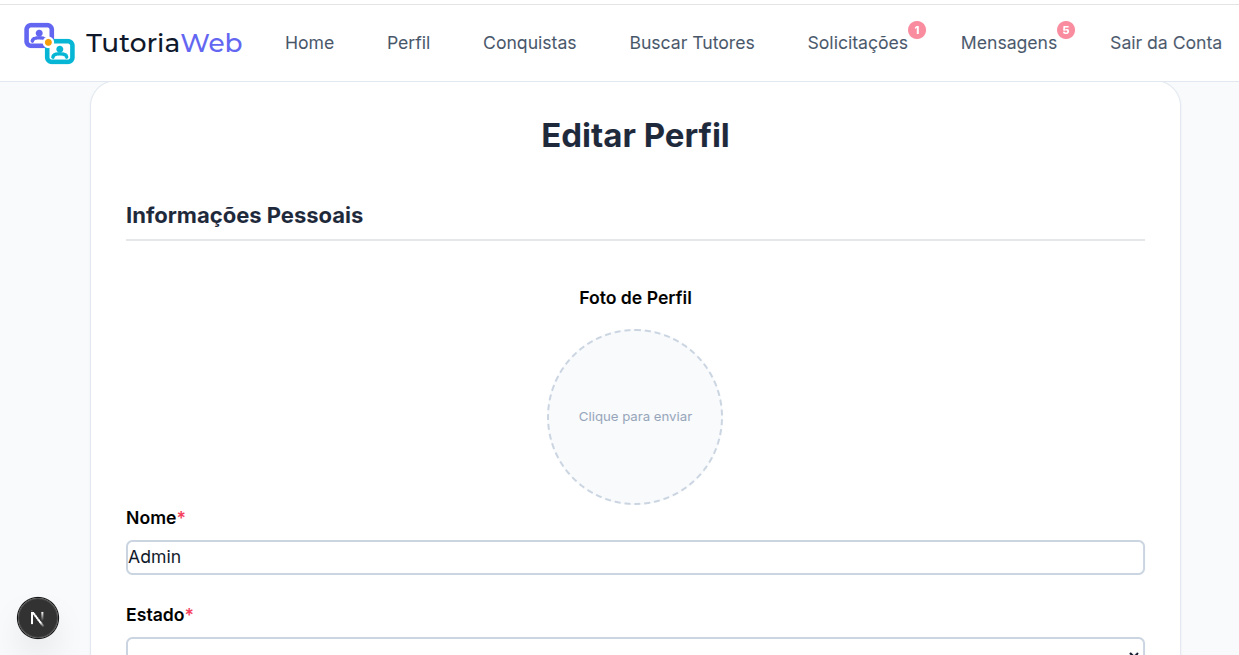 TutoriaWeb
Home
Perfil
Conquistas
Buscar Tutores
Solicitações 1
Mensagens 5
Sair da Conta
Editar Perfil
Informações Pessoais
Foto de Perfil
Clique para enviar
Nome*
Admin
Estado*
N